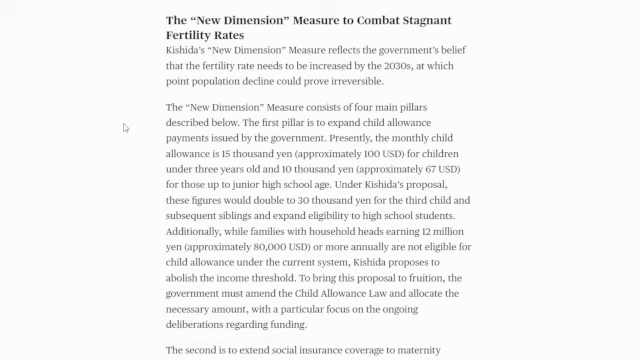 The “New Dimension” Measure to Combat Stagnant
Fertility Rates
Kishida’s “New Dimension” Measure reflects the government’s belief
that the fertility rate needs to be increased by the 2030s, at which
point population decline could prove irreversible.
The “New Dimension” Measure consists of four main pillars
described below. The first pillar is to expand child allowance
payments issued by the government. Presently, the monthly child
allowance is 15 thousand yen (approximately 100 USD) for children
under three years old and 10 thousand yen (approximately 67 USD)
for those up to junior high school age. Under Kishida’s proposal,
these figures would double to 30 thousand yen for the third child and
subsequent siblings and expand eligibility to high school students.
Additionally, while families with household heads earning 12 million
yen (approximately 80,000 USD) or more annually are not eligible for
child allowance under the current system, Kishida proposes to
abolish the income threshold. To bring this proposal to fruition, the
government must amend the Child Allowance Law and allocate the
necessary amount, with a particular focus on the ongoing
deliberations regarding funding.
The second is to extend social insurance coverage to maternity